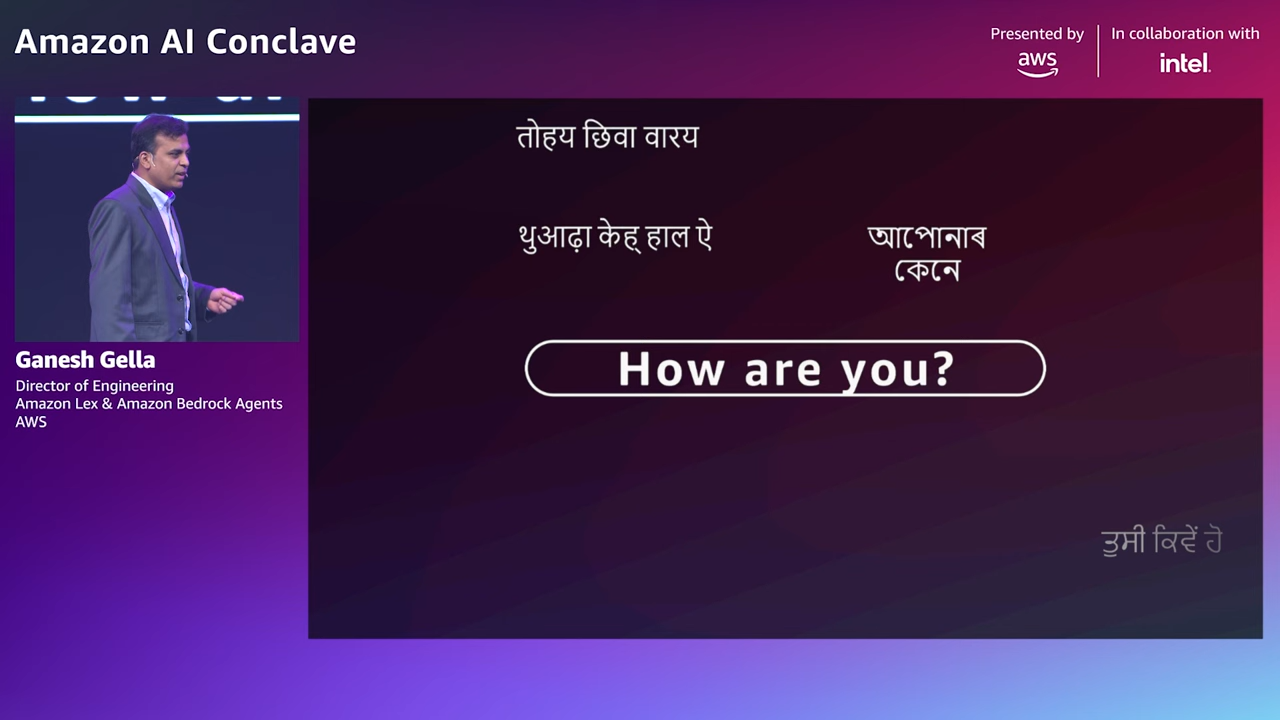 Amazon AI Conclave
Presented by
aws
In collaboration with
intel.
Ganesh Gella
Director of Engineering
Amazon Lex & Amazon Bedrock Agents
AWS
तोहय छिवा वारय
थुआढ़ा केह् हाल ऐ
আপোনাৰ
কেনে
How are you?
ਤੁਸੀ ਕਿਵੇਂ ਹੋ